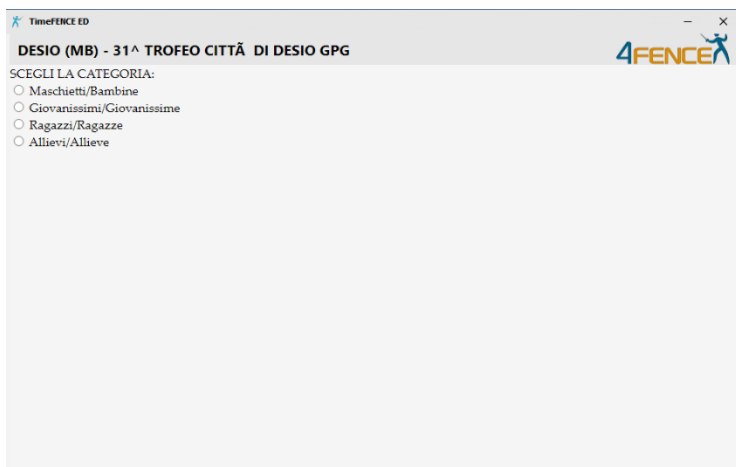 TimeFENCE ED
DESIO (MB) - 31^ TROFEO CITTÃ DI DESIO GPG
4FENCE
SCEGLI LA CATEGORIA:
Maschietti/Bambine
Giovanissimi/Giovanissime
Ragazzi/Ragazze
Allievi/Allieve